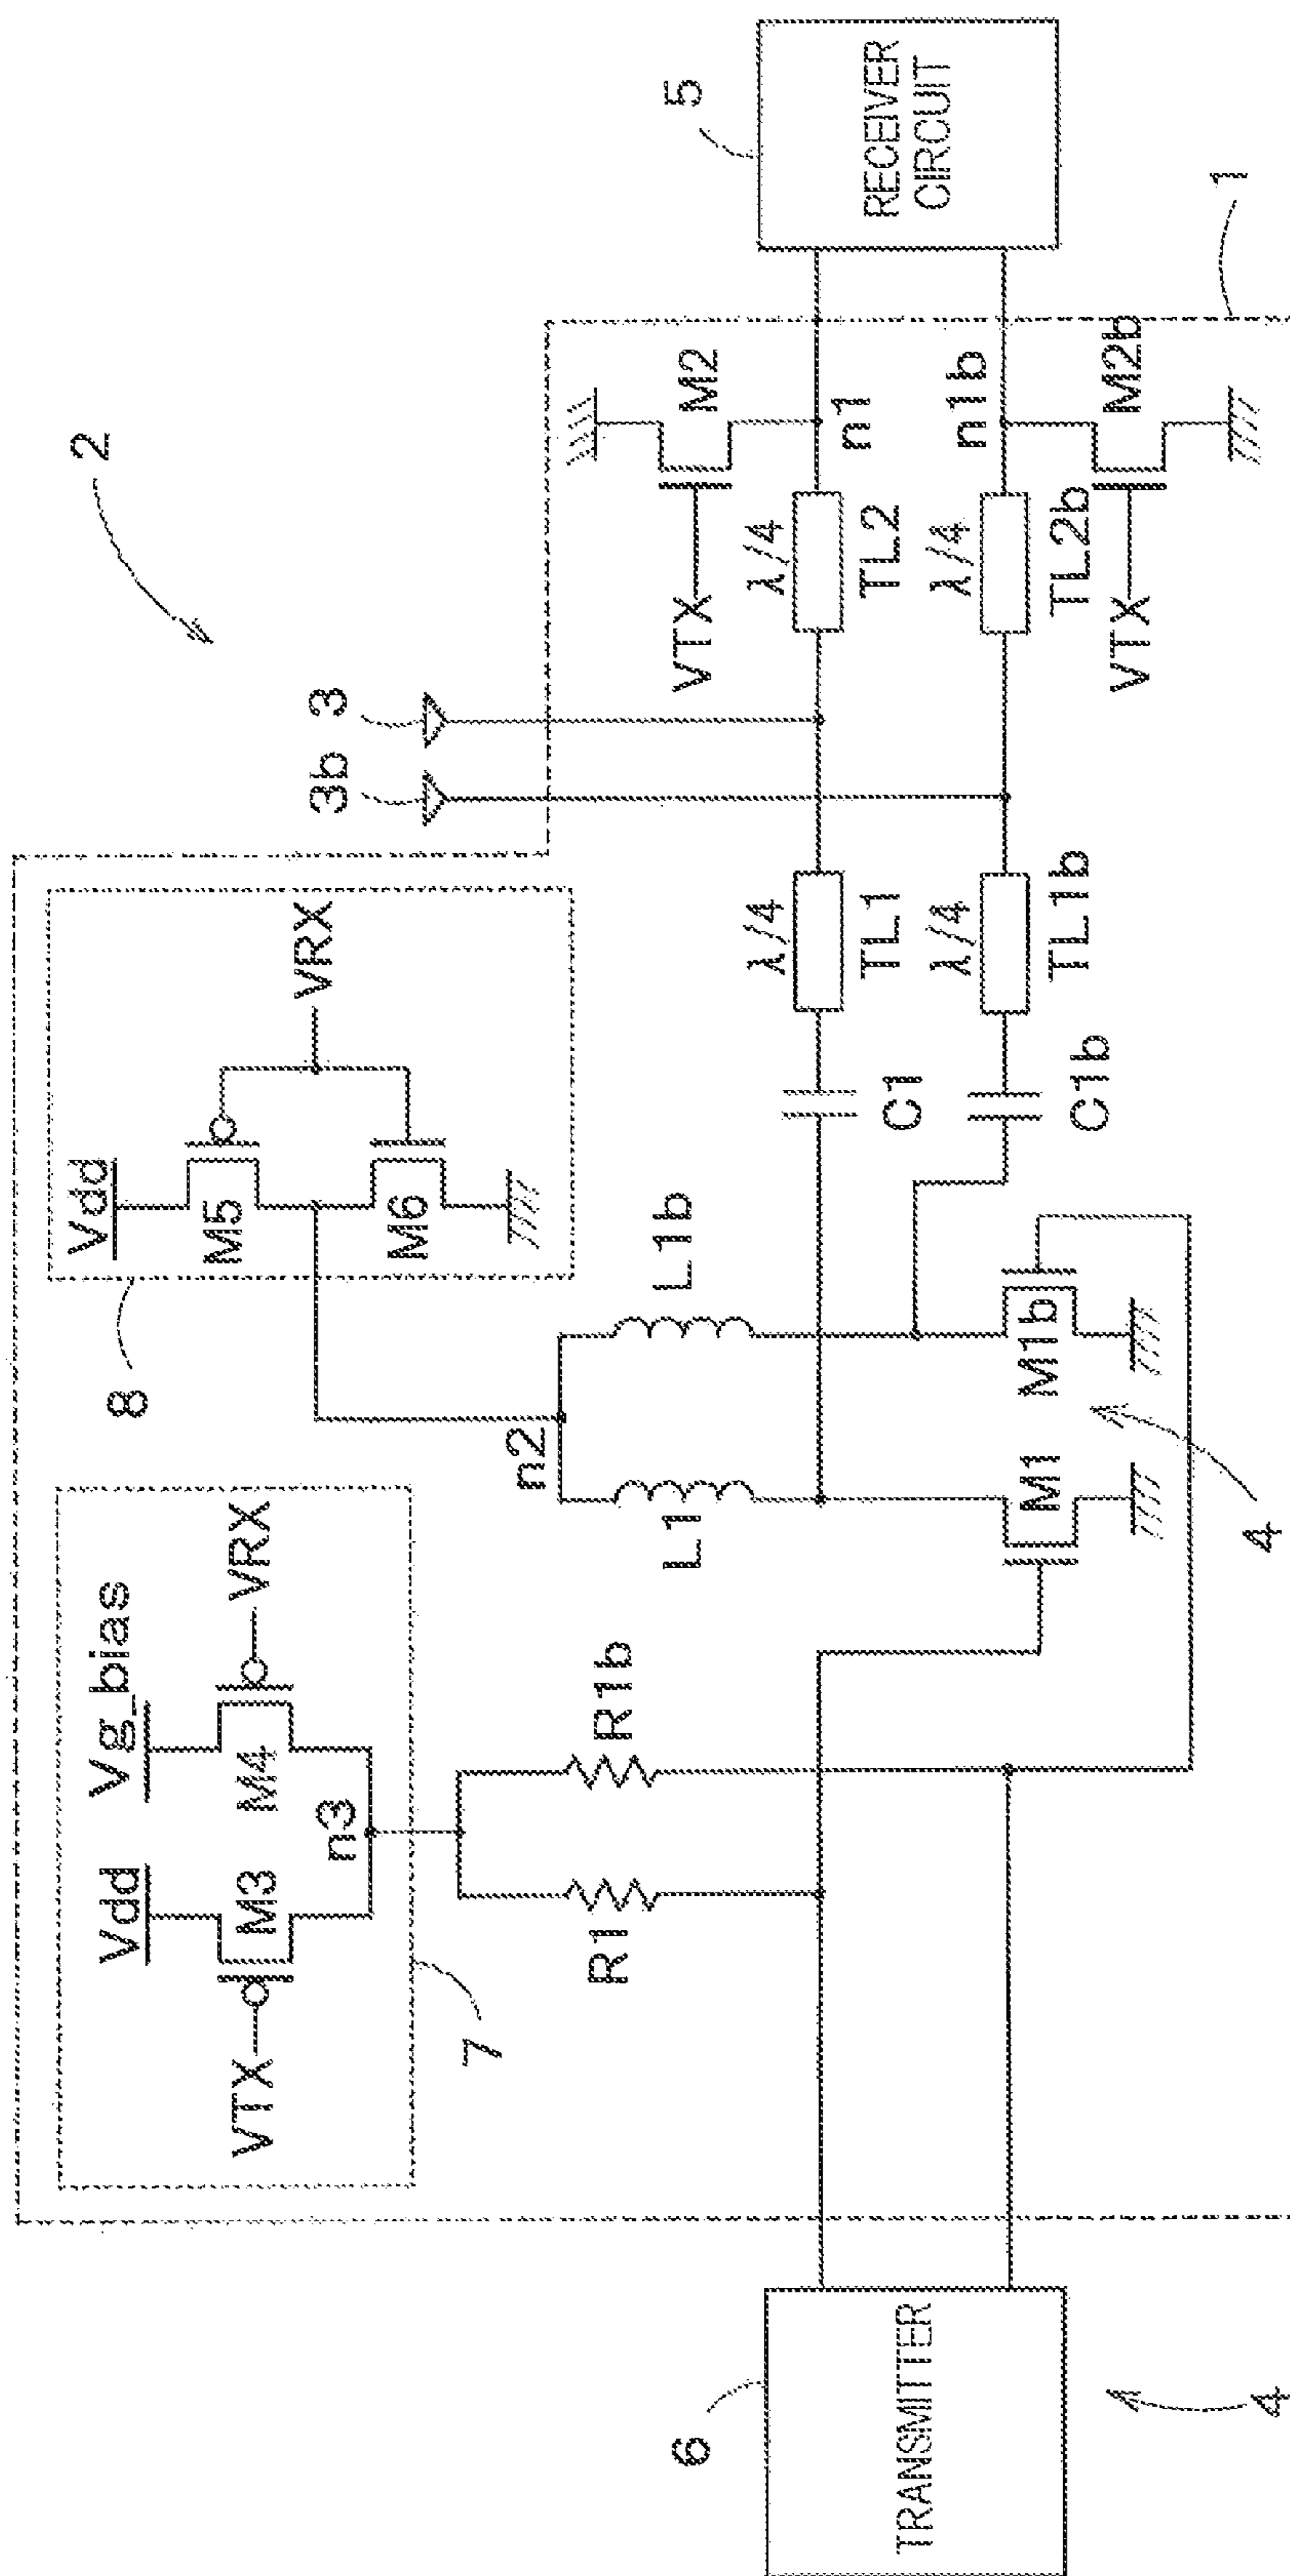 2
1
8
Vdd
M5
M6
VRX
7
Vdd
Vg_bias
VTX
M3
M4
VRX
n3
n2
3b
3
R1
R1b
L1
L1b
VTX
M2
5
RECEIVER
CIRCUIT
λ/4
TL1
λ/4
TL2
n1
C1
λ/4
TL1b
λ/4
TL2b
n1b
C1b
M1
M1b
4
VTX
M2b
6
TRANSMITTER
4